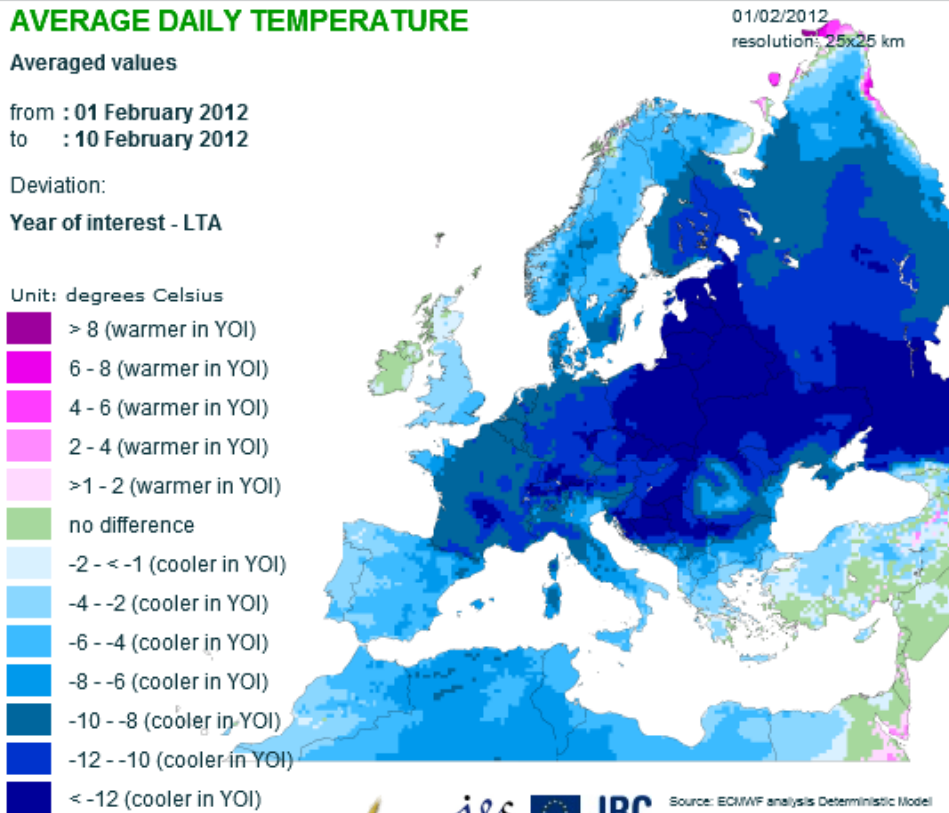 AVERAGE DAILY TEMPERATURE
01/02/2012
resolution: 25x25 km
Averaged values
from : 01 February 2012
to : 10 February 2012
Deviation:
Year of interest - LTA
Unit: degrees Celsius
> 8 (warmer in YOI)
6 - 8 (warmer in YOI)
4 - 6 (warmer in YOI)
2 - 4 (warmer in YOI)
>1 - 2 (warmer in YOI)
no difference
-2 - < -1 (cooler in YOI)
-4 - -2 (cooler in YOI)
-6 - -4 (cooler in YOI)
-8 - -6 (cooler in YOI)
-10 - -8 (cooler in YOI)
-12 - -10 (cooler in YOI)
< -12 (cooler in YOI)
JRC
Source: ECMWF analysis Deterministic Model